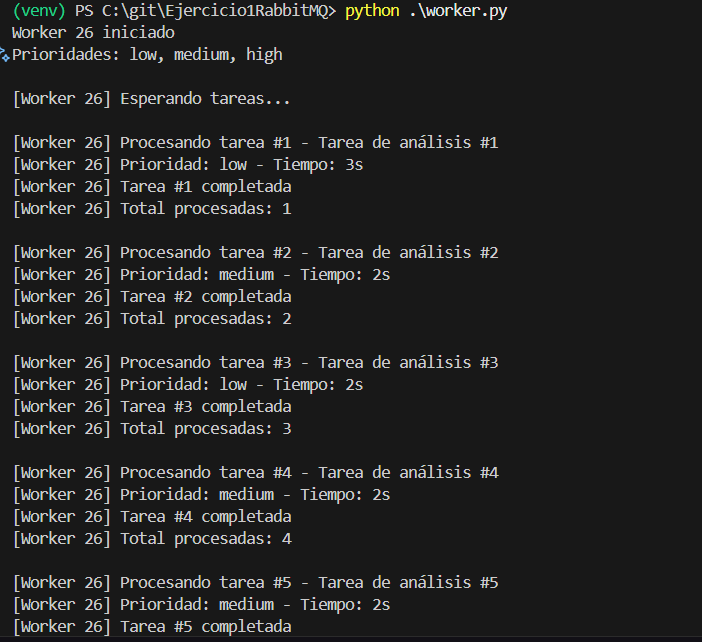 (venv) PS C:\git\Ejercicio1RabbitMQ> python .\worker.py
Worker 26 iniciado
Prioridades: low, medium, high
[Worker 26] Esperando tareas...
[Worker 26] Procesando tarea #1 - Tarea de análisis #1
[Worker 26] Prioridad: low - Tiempo: 3s
[Worker 26] Tarea #1 completada
[Worker 26] Total procesadas: 1
[Worker 26] Procesando tarea #2 - Tarea de análisis #2
[Worker 26] Prioridad: medium - Tiempo: 2s
[Worker 26] Tarea #2 completada
[Worker 26] Total procesadas: 2
[Worker 26] Procesando tarea #3 - Tarea de análisis #3
[Worker 26] Prioridad: low - Tiempo: 2s
[Worker 26] Tarea #3 completada
[Worker 26] Total procesadas: 3
[Worker 26] Procesando tarea #4 - Tarea de análisis #4
[Worker 26] Prioridad: medium - Tiempo: 2s
[Worker 26] Tarea #4 completada
[Worker 26] Total procesadas: 4
[Worker 26] Procesando tarea #5 - Tarea de análisis #5
[Worker 26] Prioridad: medium - Tiempo: 2s
[Worker 26] Tarea #5 completada